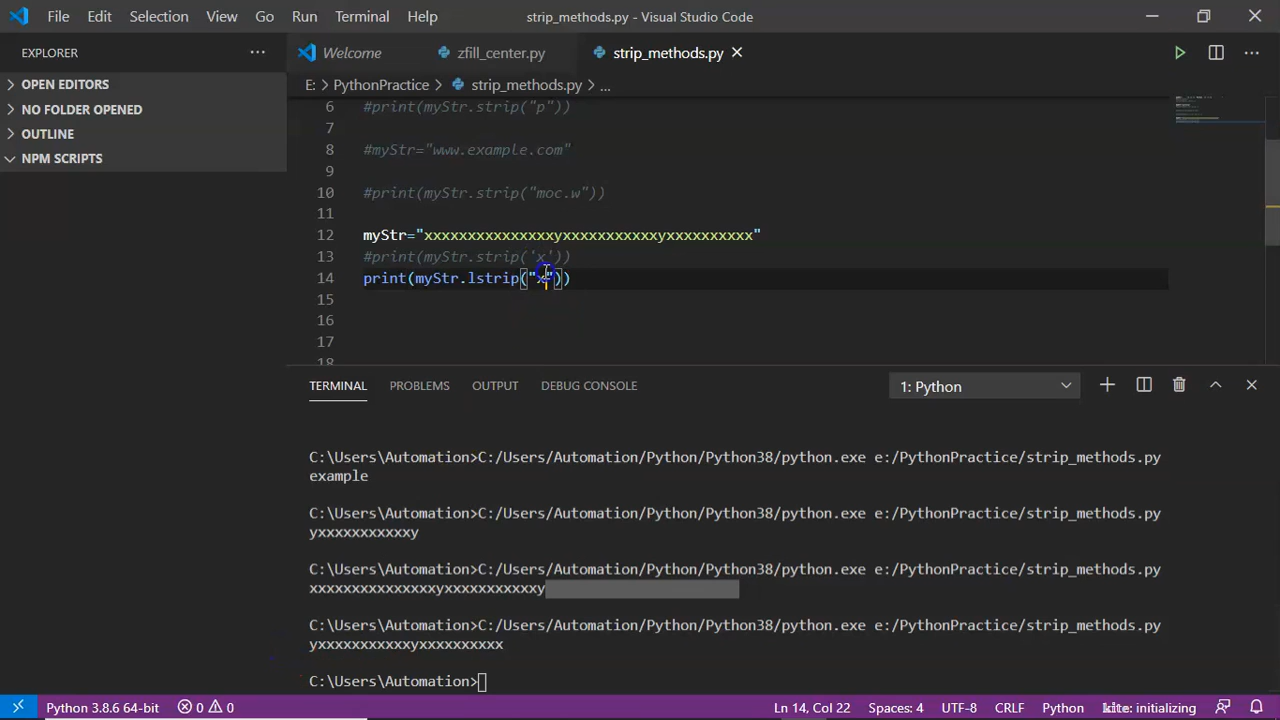 File Edit Selection View Go Run Terminal Help strip_methods.py - Visual Studio Code
EXPLORER ··· Welcome zfill_center.py strip_methods.py
OPEN EDITORS E: > PythonPractice > strip_methods.py > ...
NO FOLDER OPENED
OUTLINE
NPM SCRIPTS
6 #print(myStr.strip("p"))
7
8 #myStr="www.example.com"
9
10 #print(myStr.strip("moc.w"))
11
12 myStr="xxxxxxxxxxxxxxxyxxxxxxxxxxxyxxxxxxxxxx"
13 #print(myStr.strip('x'))
14 print(myStr.lstrip("x"))
15
16
17
18
TERMINAL PROBLEMS OUTPUT DEBUG CONSOLE 1: Python
C:\Users\Automation>C:/Users/Automation/Python/Python38/python.exe e:/PythonPractice/strip_methods.py
example
C:\Users\Automation>C:/Users/Automation/Python/Python38/python.exe e:/PythonPractice/strip_methods.py
yxxxxxxxxxxxy
C:\Users\Automation>C:/Users/Automation/Python/Python38/python.exe e:/PythonPractice/strip_methods.py
xxxxxxxxxxxxxxxyxxxxxxxxxxxy
C:\Users\Automation>C:/Users/Automation/Python/Python38/python.exe e:/PythonPractice/strip_methods.py
yxxxxxxxxxxxyxxxxxxxxxx
C:\Users\Automation>
Python 3.8.6 64-bit 0 0 Ln 14, Col 22 Spaces: 4 UTF-8 CRLF Python kite: initializing